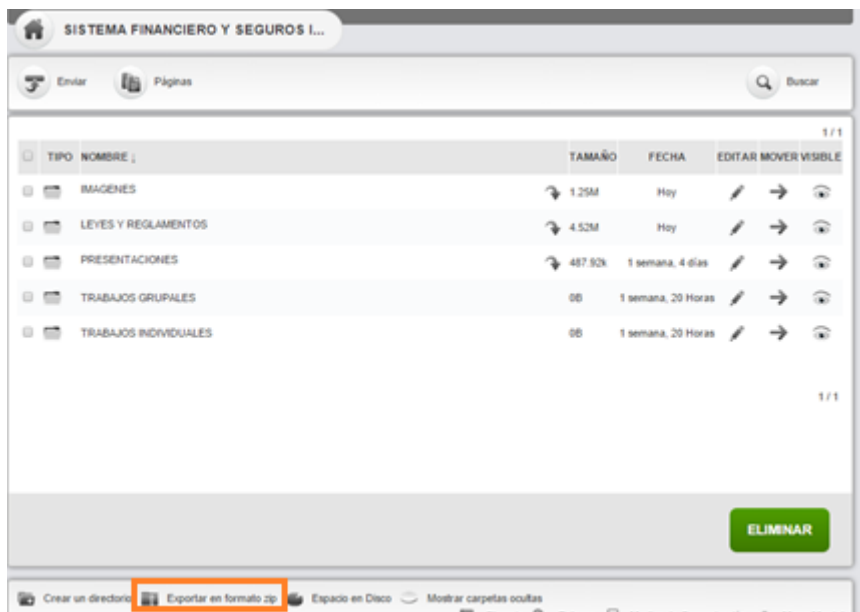 SISTEMA FINANCIERO Y SEGUROS I...
Enviar Páginas Buscar
1 / 1
TIPO NOMBRE ↓ TAMAÑO FECHA EDITAR MOVER VISIBLE
IMAGENES 1.25M Hoy
LEYES Y REGLAMENTOS 4.52M Hoy
PRESENTACIONES 487.92k 1 semana, 4 días
TRABAJOS GRUPALES 0B 1 semana, 20 Horas
TRABAJOS INDIVIDUALES 0B 1 semana, 20 Horas
1 / 1
ELIMINAR
Crear un directorio Exportar en formato zip Espacio en Disco Mostrar carpetas ocultas